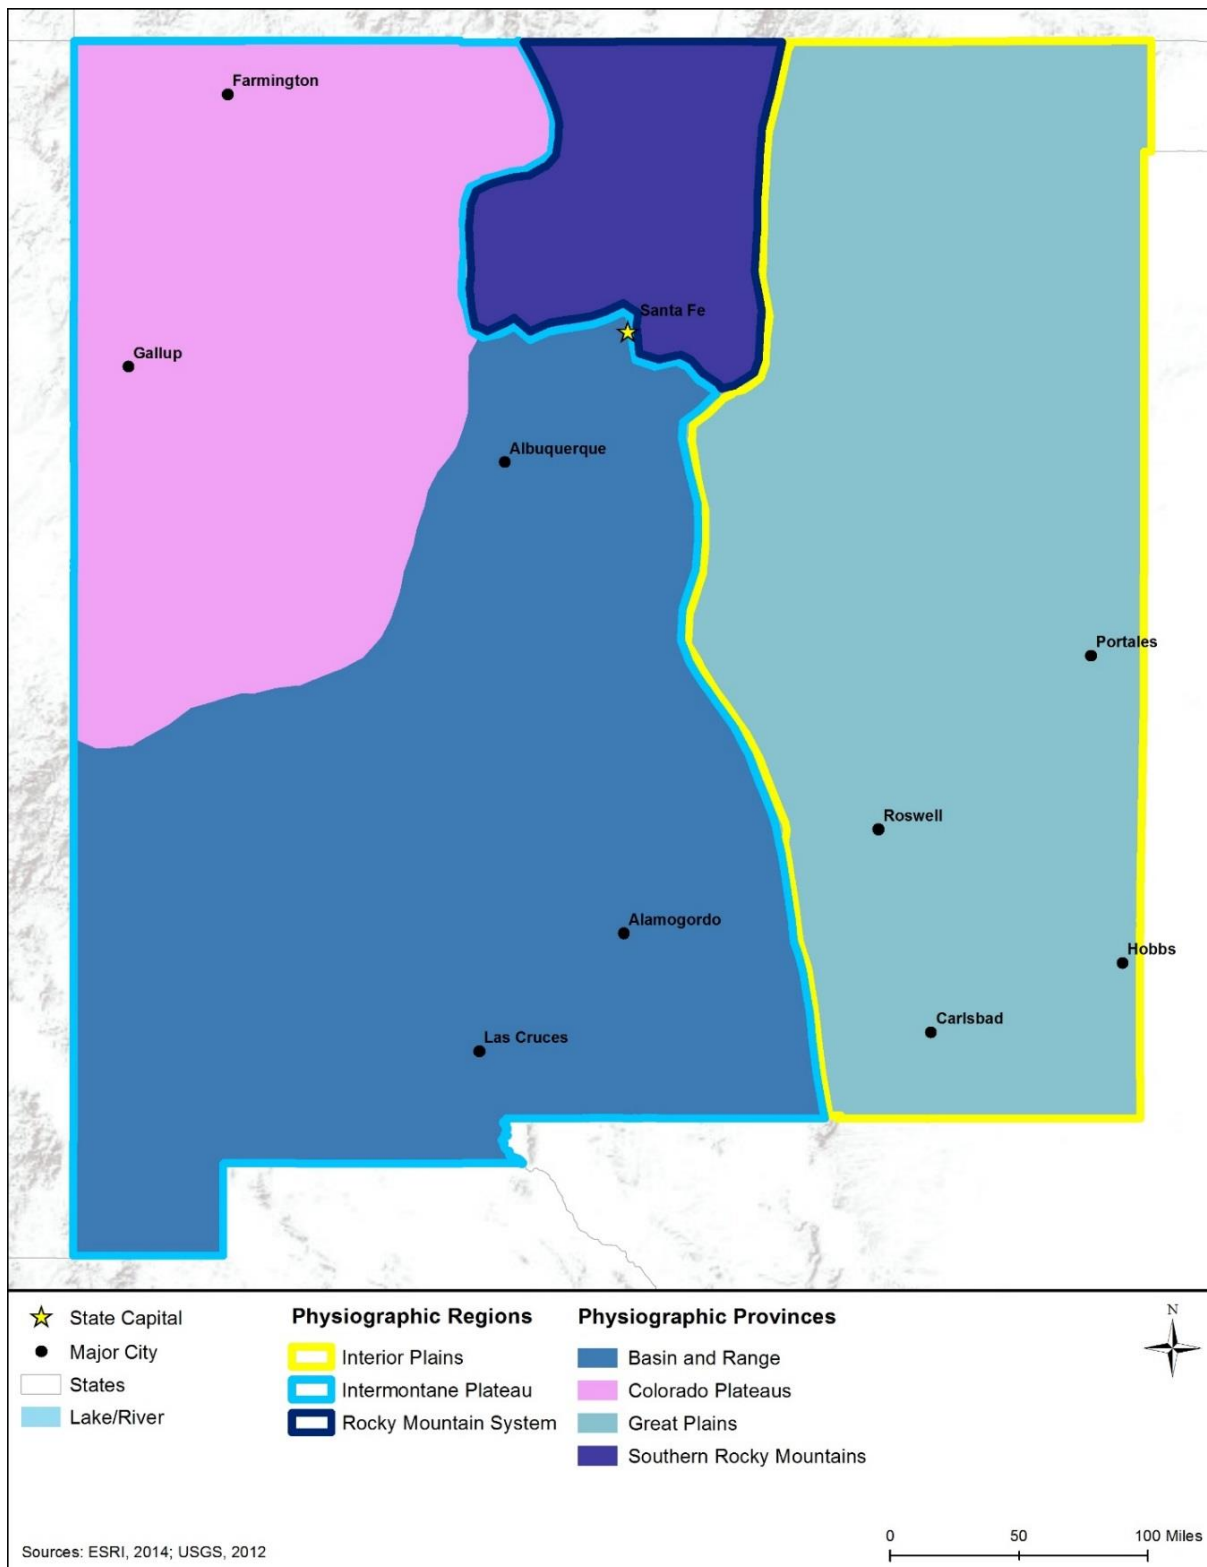 Farmington
Santa Fe
Gallup
Albuquerque
Portales
Roswell
Alamogordo
Hobbs
Carlsbad
Las Cruces
State Capital
Major City
States
Lake/River
Physiographic Regions
Interior Plains
Intermontane Plateau
Rocky Mountain System
Physiographic Provinces
Basin and Range
Colorado Plateaus
Great Plains
Southern Rocky Mountains
N
Sources: ESRI, 2014; USGS, 2012
0 50 100 Miles